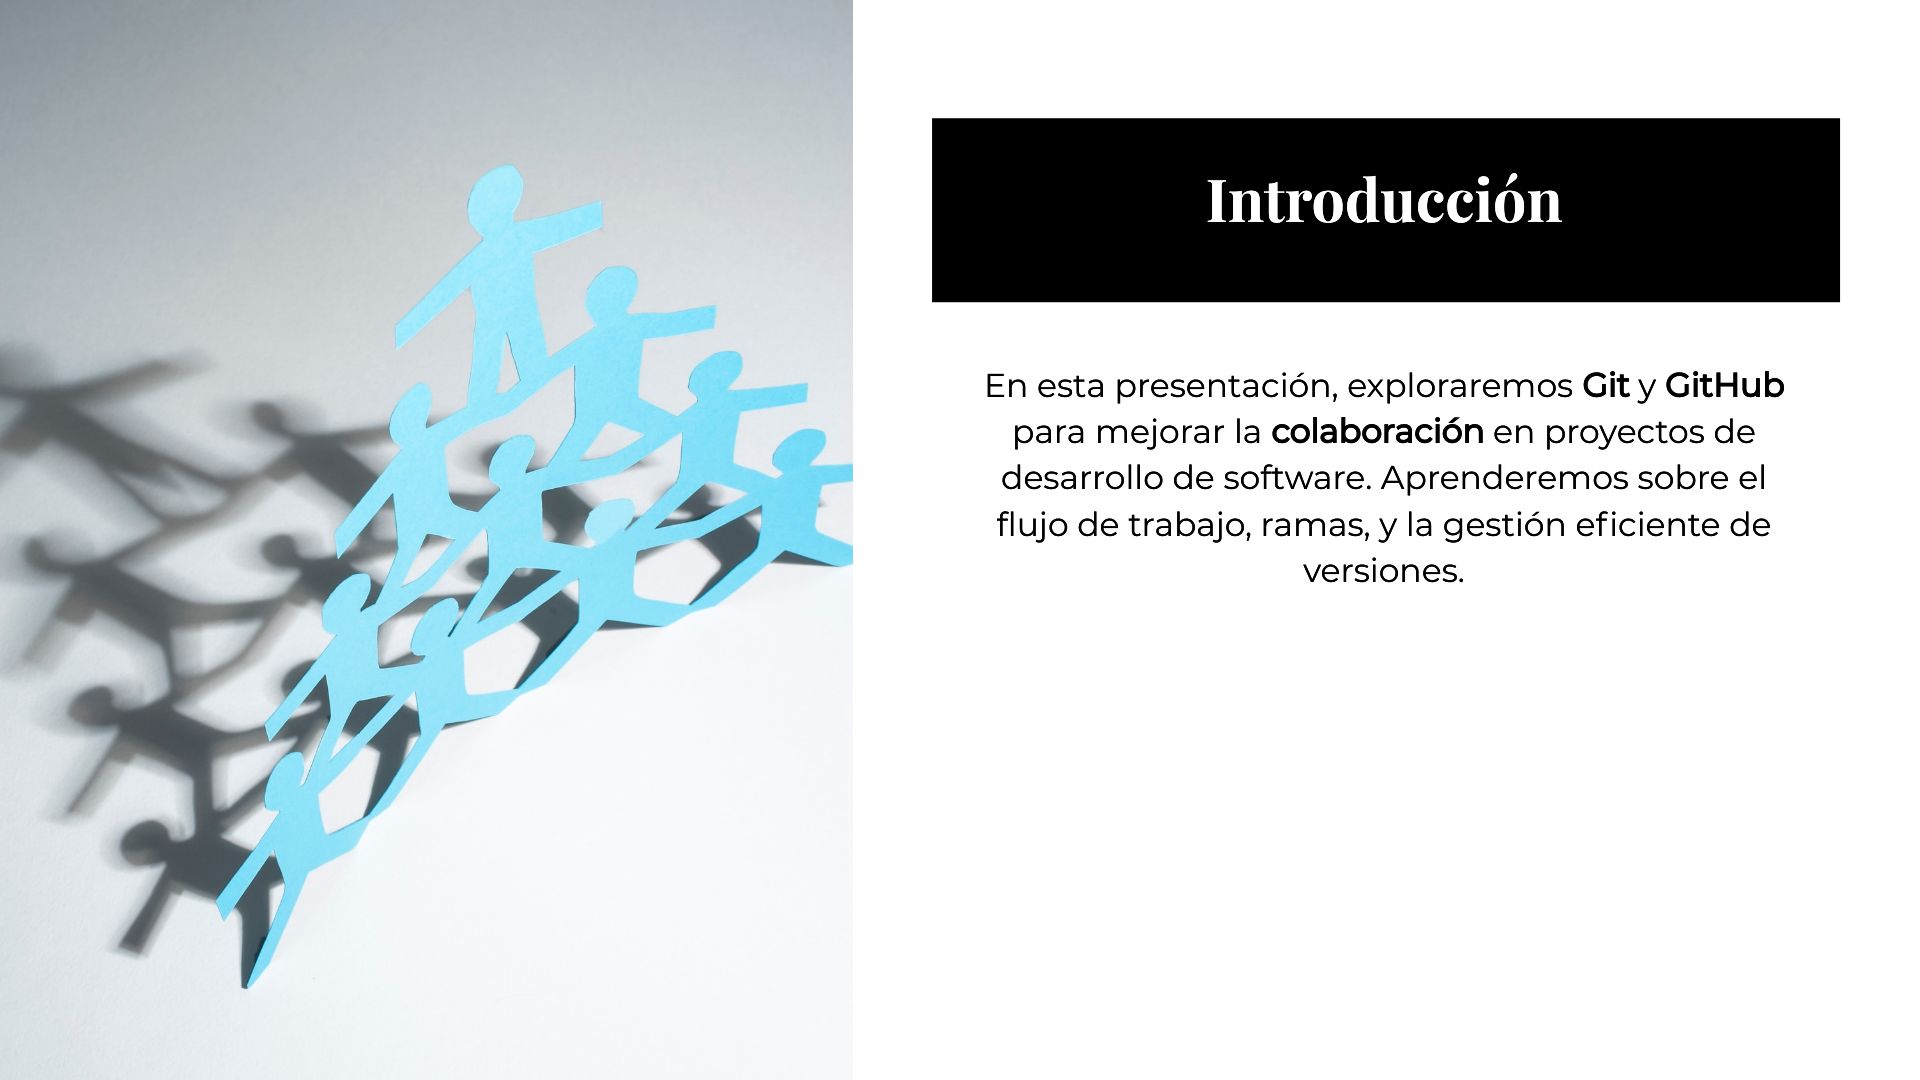 Introducción
En esta presentación, exploraremos Git y GitHub
para mejorar la colaboración en proyectos de
desarrollo de software. Aprenderemos sobre el
flujo de trabajo, ramas, y la gestión eficiente de
versiones.